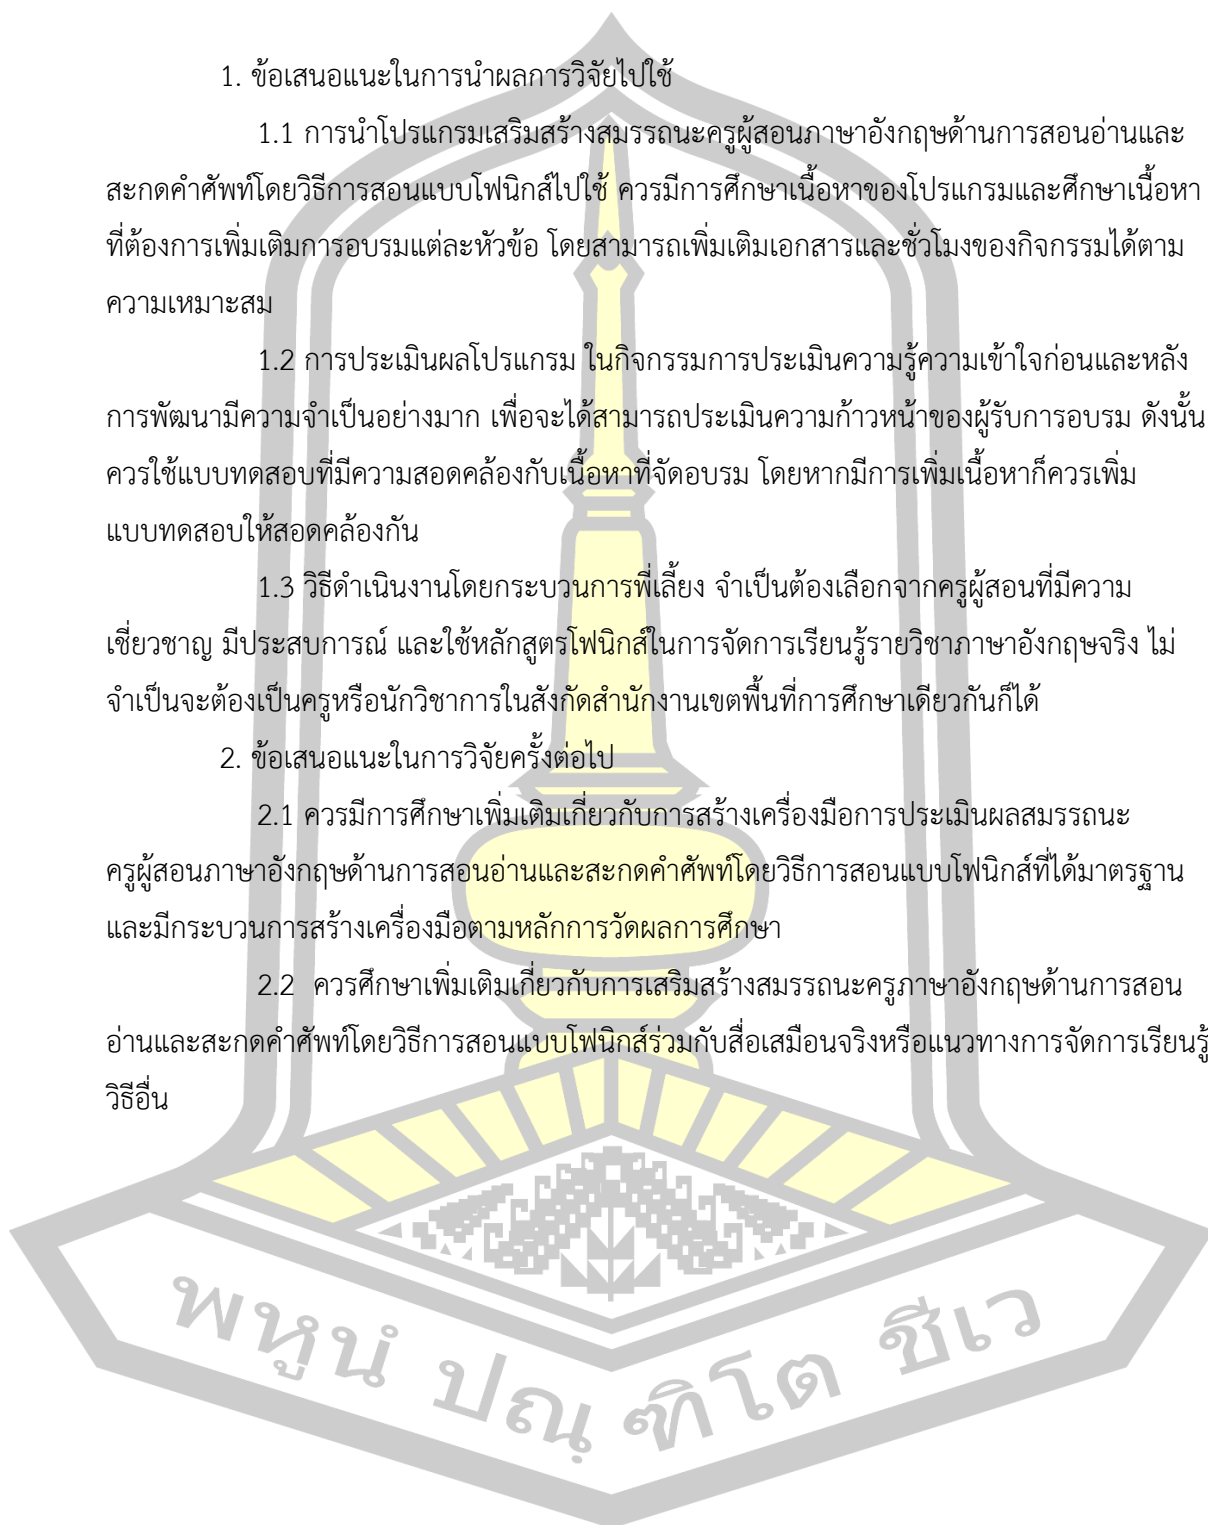 1. ข้อเสนอแนะในการนำผลการวิจัยไปใช้
1.1 การนำโปรแกรมเสริมสร้างสมรรถนะครูผู้สอนภาษาอังกฤษด้านการสอนอ่านและ
สะกดคำศัพท์โดยวิธีการสอนแบบโฟนิกส์ไปใช้ ควรมีการศึกษาเนื้อหาของโปรแกรมและศึกษาเนื้อหา
ที่ต้องการเพิ่มเติมการอบรมแต่ละหัวข้อ โดยสามารถเพิ่มเติมเอกสารและชั่วโมงของกิจกรรมได้ตาม
ความเหมาะสม
1.2 การประเมินผลโปรแกรม ในกิจกรรมการประเมินความรู้ความเข้าใจก่อนและหลัง
การพัฒนามีความจำเป็นอย่างมาก เพื่อจะได้สามารถประเมินความก้าวหน้าของผู้รับการอบรม ดังนั้น
ควรใช้แบบทดสอบที่มีความสอดคล้องกับเนื้อหาที่จัดอบรม โดยหากมีการเพิ่มเนื้อหาก็ควรเพิ่ม
แบบทดสอบให้สอดคล้องกัน
1.3 วิธีดำเนินงานโดยกระบวนการพี่เลี้ยง จำเป็นต้องเลือกจากครูผู้สอนที่มีความ
เชี่ยวชาญ มีประสบการณ์ และใช้หลักสูตรโฟนิกส์ในการจัดการเรียนรู้รายวิชาภาษาอังกฤษจริง ไม่
จำเป็นจะต้องเป็นครูหรือนักวิชาการในสังกัดสำนักงานเขตพื้นที่การศึกษาเดียวกันก็ได้
2. ข้อเสนอแนะในการวิจัยครั้งต่อไป
2.1 ควรมีการศึกษาเพิ่มเติมเกี่ยวกับการสร้างเครื่องมือการประเมินผลสมรรถนะ
ครูผู้สอนภาษาอังกฤษด้านการสอนอ่านและสะกดคำศัพท์โดยวิธีการสอนแบบโฟนิกส์ที่ได้มาตรฐาน
และมีกระบวนการสร้างเครื่องมือตามหลักการวัดผลการศึกษา
2.2 ควรศึกษาเพิ่มเติมเกี่ยวกับการเสริมสร้างสมรรถนะครูภาษาอังกฤษด้านการสอน
อ่านและสะกดคำศัพท์โดยวิธีการสอนแบบโฟนิกส์ร่วมกับสื่อเสมือนจริงหรือแนวทางการจัดการเรียนรู้
วิธีอื่น
พหูนํ ปณฺฑิโต ชีเว